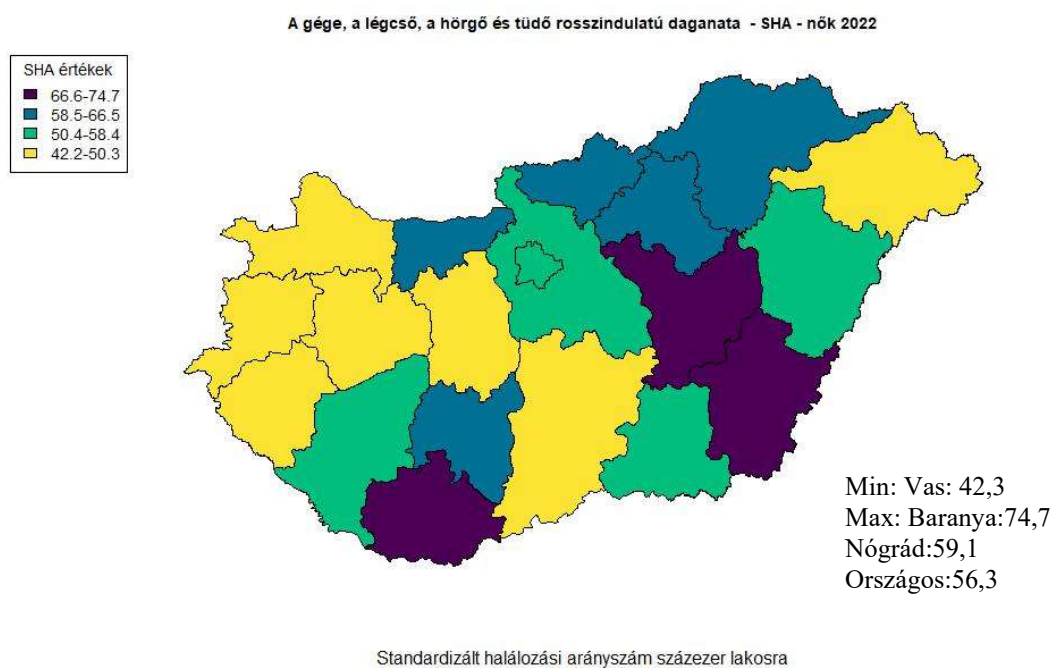 A gége, a légcső, a hörgő és tüdő rosszindulatú daganata - SHA - nők 2022
SHA értékek
66.6-74.7
58.5-66.5
50.4-58.4
42.2-50.3
Min: Vas: 42,3
Max: Baranya:74,7
Nógrád:59,1
Országos:56,3
Standardizált halálozási arányszám százezer lakosra